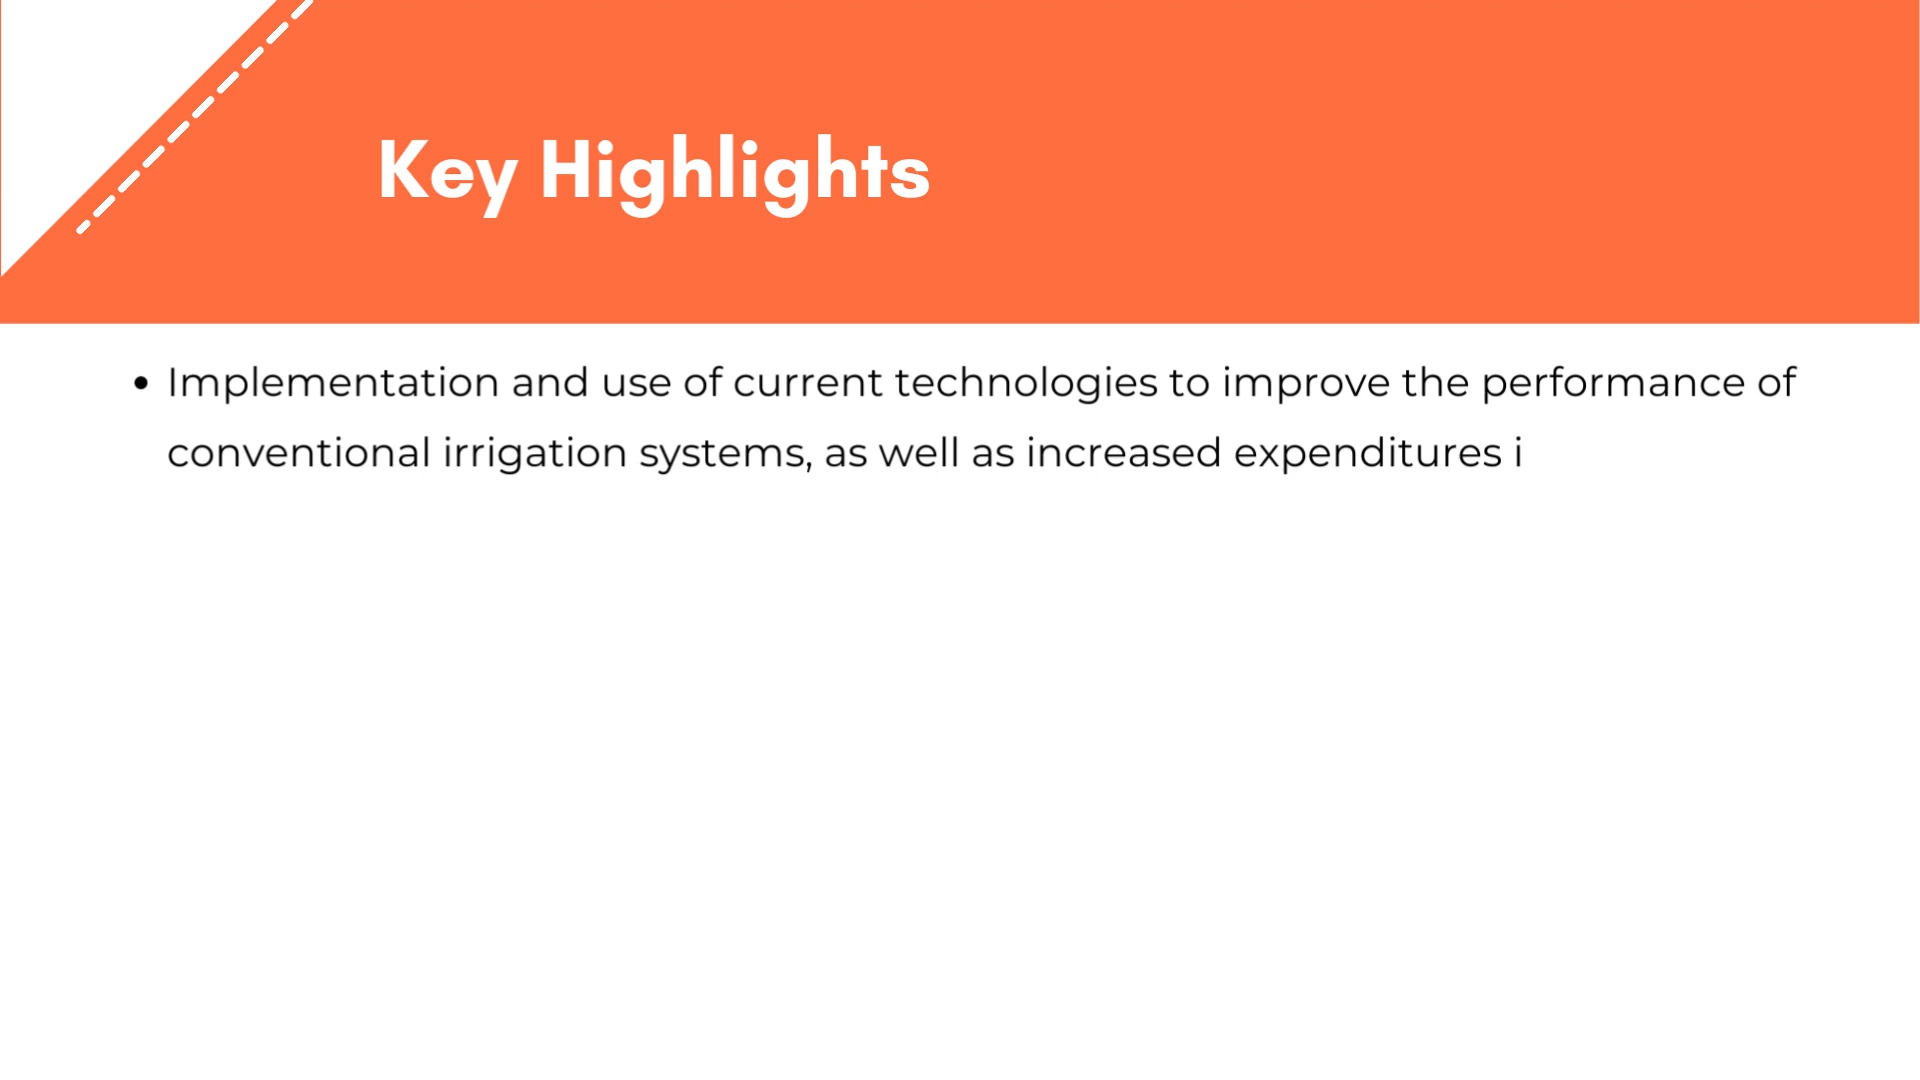 Key Highlights
• Implementation and use of current technologies to improve the performance of
conventional irrigation systems, as well as increased expenditures i